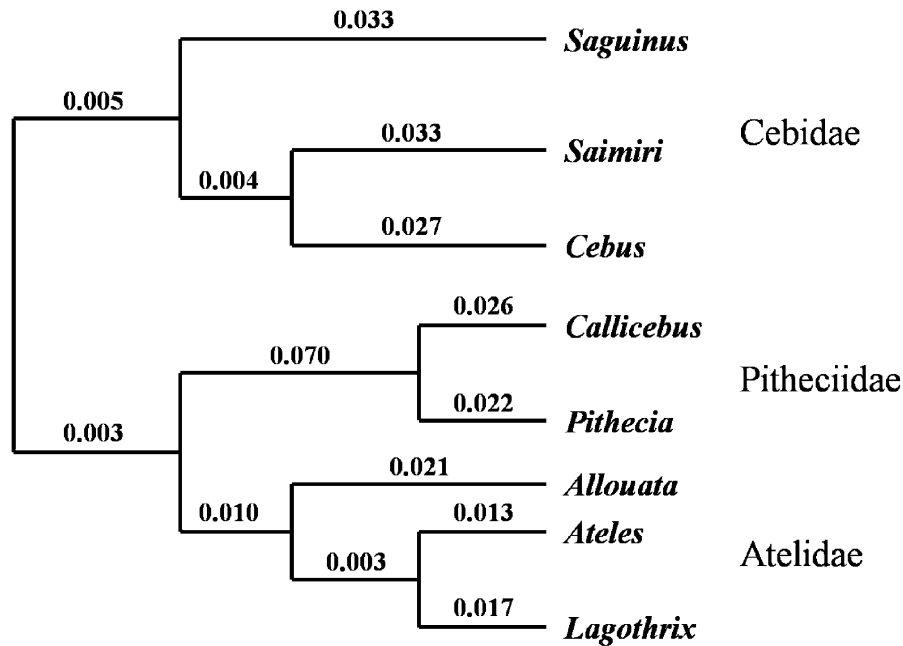 0.033
Saguinus
0.005
Cebidae
0.033
Saimiri
0.004
0.027
Cebus
0.026
Callicebus
0.070
Pitheciidae
0.022
Pithecia
0.003
0.021
Allouata
0.010
0.013
Ateles
Atelidae
0.003
0.017
Lagothrix